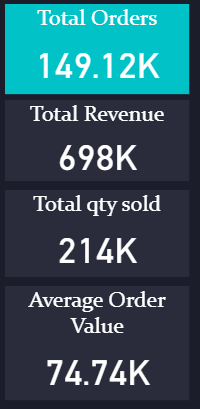 Total Orders
149.12K
Total Revenue
698K
Total qty sold
214K
Average Order
Value
74.74K